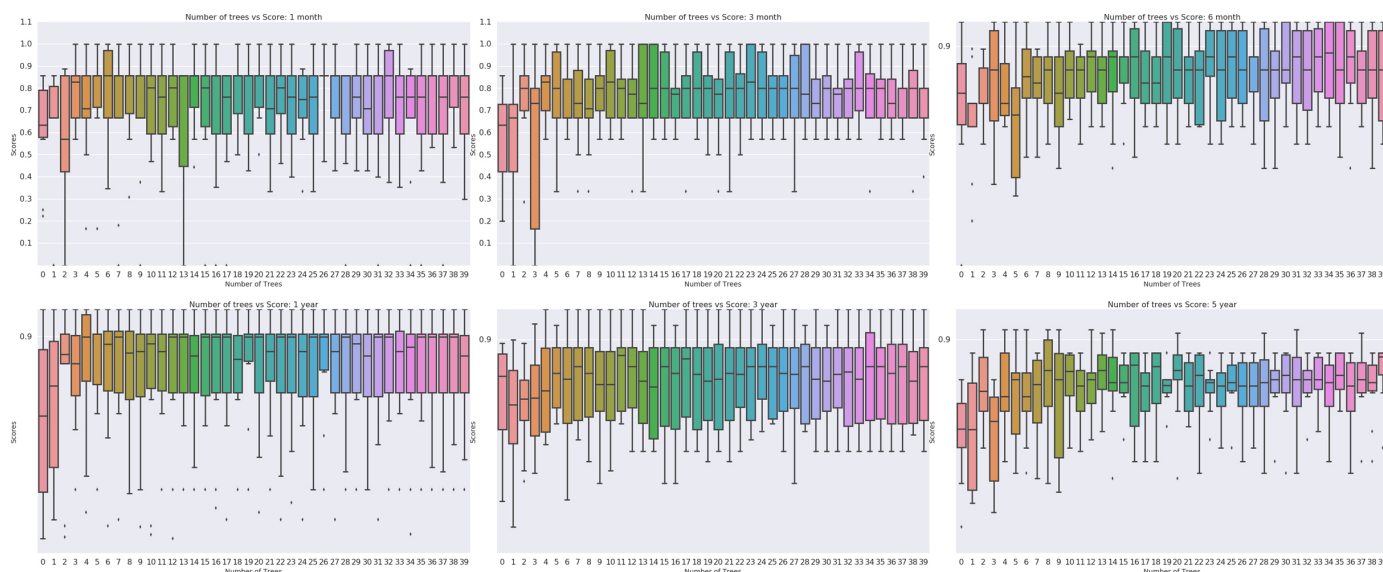 Number of trees vs Score: 1 month
1.1
1.0
0.9
0.8
0.7
0.6
0.5
0.4
0.3
0.2
0.1
Scores
0 1 2 3 4 5 6 7 8 9 10 11 12 13 14 15 16 17 18 19 20 21 22 23 24 25 26 27 28 29 30 31 32 33 34 35 36 37 38 39
Number of Trees
Number of trees vs Score: 3 month
1.1
1.0
0.9
0.8
0.7
0.6
0.5
0.4
0.3
0.2
0.1
Scores
0 1 2 3 4 5 6 7 8 9 10 11 12 13 14 15 16 17 18 19 20 21 22 23 24 25 26 27 28 29 30 31 32 33 34 35 36 37 38 39
Number of Trees
Number of trees vs Score: 6 month
0.9
Scores
0 1 2 3 4 5 6 7 8 9 10 11 12 13 14 15 16 17 18 19 20 21 22 23 24 25 26 27 28 29 30 31 32 33 34 35 36 37 38 39
Number of Trees
Number of trees vs Score: 1 year
0.9
Scores
0 1 2 3 4 5 6 7 8 9 10 11 12 13 14 15 16 17 18 19 20 21 22 23 24 25 26 27 28 29 30 31 32 33 34 35 36 37 38 39
Number of Trees
Number of trees vs Score: 3 year
0.9
Scores
0 1 2 3 4 5 6 7 8 9 10 11 12 13 14 15 16 17 18 19 20 21 22 23 24 25 26 27 28 29 30 31 32 33 34 35 36 37 38 39
Number of Trees
Number of trees vs Score: 5 year
0.9
Scores
0 1 2 3 4 5 6 7 8 9 10 11 12 13 14 15 16 17 18 19 20 21 22 23 24 25 26 27 28 29 30 31 32 33 34 35 36 37 38 39
Number of Trees